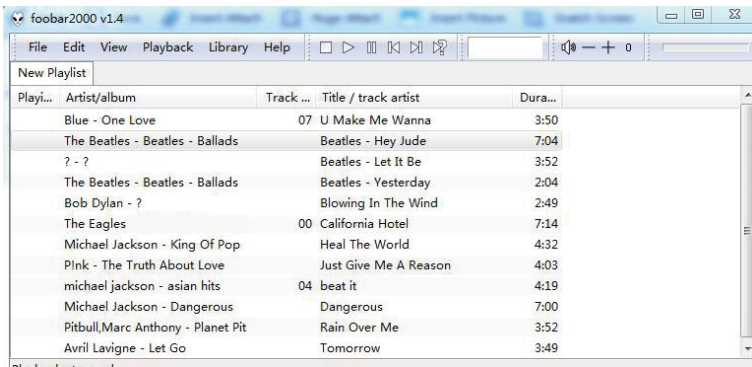 foobar2000 v1.4
File Edit View Playback Library Help 0
New Playlist
Playi... Artist/album Track ... Title / track artist Dura...
Blue - One Love 07 U Make Me Wanna 3:50
The Beatles - Beatles - Ballads Beatles - Hey Jude 7:04
? - ? Beatles - Let It Be 3:52
The Beatles - Beatles - Ballads Beatles - Yesterday 2:04
Bob Dylan - ? Blowing In The Wind 2:49
The Eagles 00 California Hotel 7:14
Michael Jackson - King Of Pop Heal The World 4:32
P!nk - The Truth About Love Just Give Me A Reason 4:03
michael jackson - asian hits 04 beat it 4:19
Michael Jackson - Dangerous Dangerous 7:00
Pitbull,Marc Anthony - Planet Pit Rain Over Me 3:52
Avril Lavigne - Let Go Tomorrow 3:49